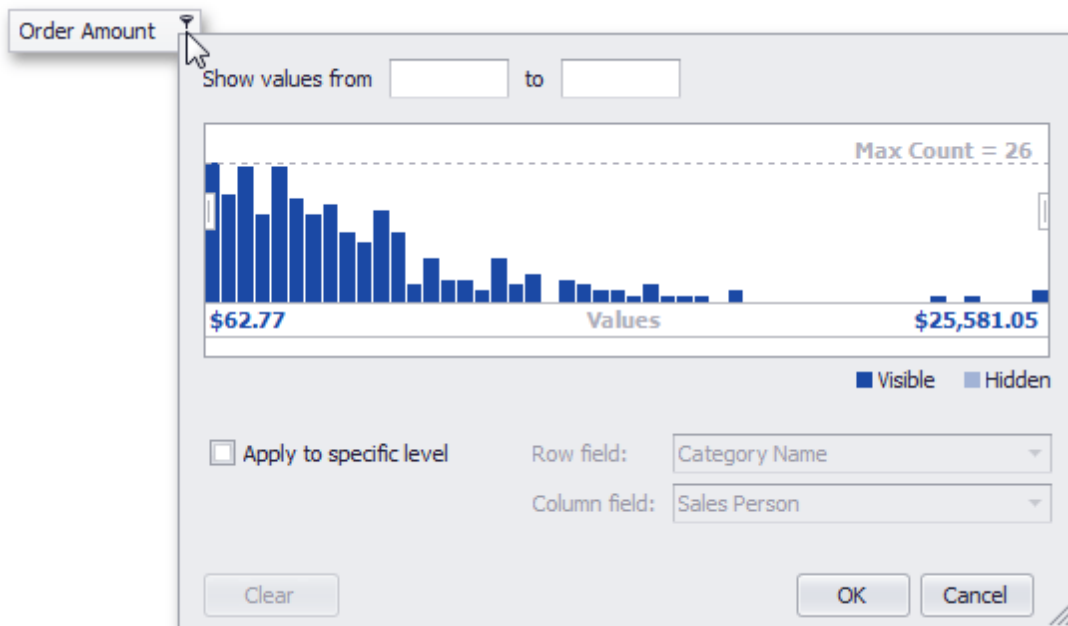 Order Amount
Show values from to
Max Count = 26
$62.77 Values $25,581.05
Visible Hidden
Apply to specific level Row field: Category Name
Column field: Sales Person
Clear OK Cancel